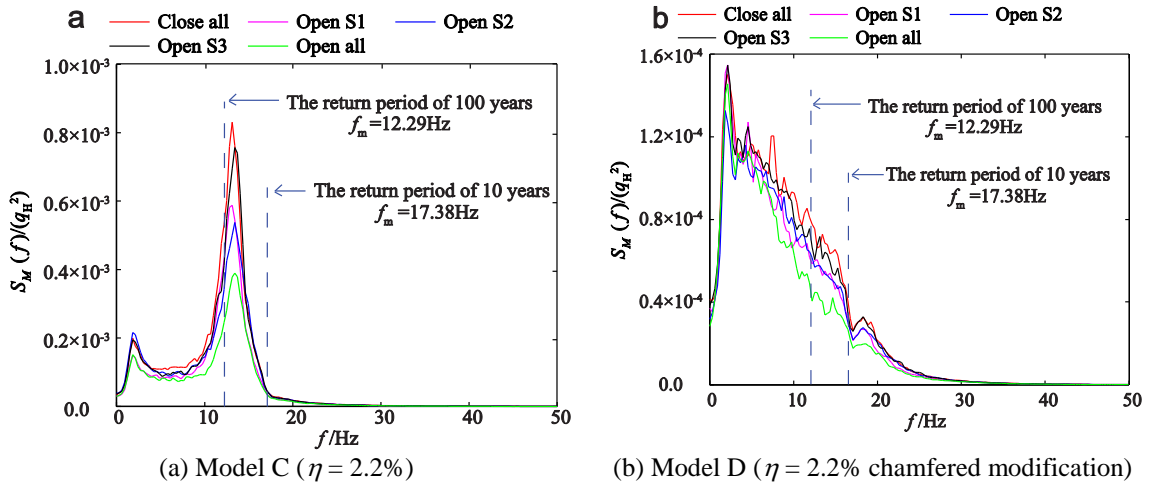 a
Close all
Open S1
Open S2
Open S3
Open all
1.0×10⁻³
0.8×10⁻³
0.6×10⁻³
0.4×10⁻³
0.2×10⁻³
0.0
S_M (f)/(q_H²)
The return period of 100 years
f_m=12.29Hz
The return period of 10 years
f_m=17.38Hz
0 10 20 30 40 50
f/Hz
(a) Model C (η = 2.2%)
b
Close all
Open S1
Open S2
Open S3
Open all
1.6×10⁻⁴
1.2×10⁻⁴
0.8×10⁻⁴
0.4×10⁻⁴
0.0
S_M (f)/(q_H²)
The return period of 100 years
f_m=12.29Hz
The return period of 10 years
f_m=17.38Hz
0 10 20 30 40 50
f/Hz
(b) Model D (η = 2.2% chamfered modification)